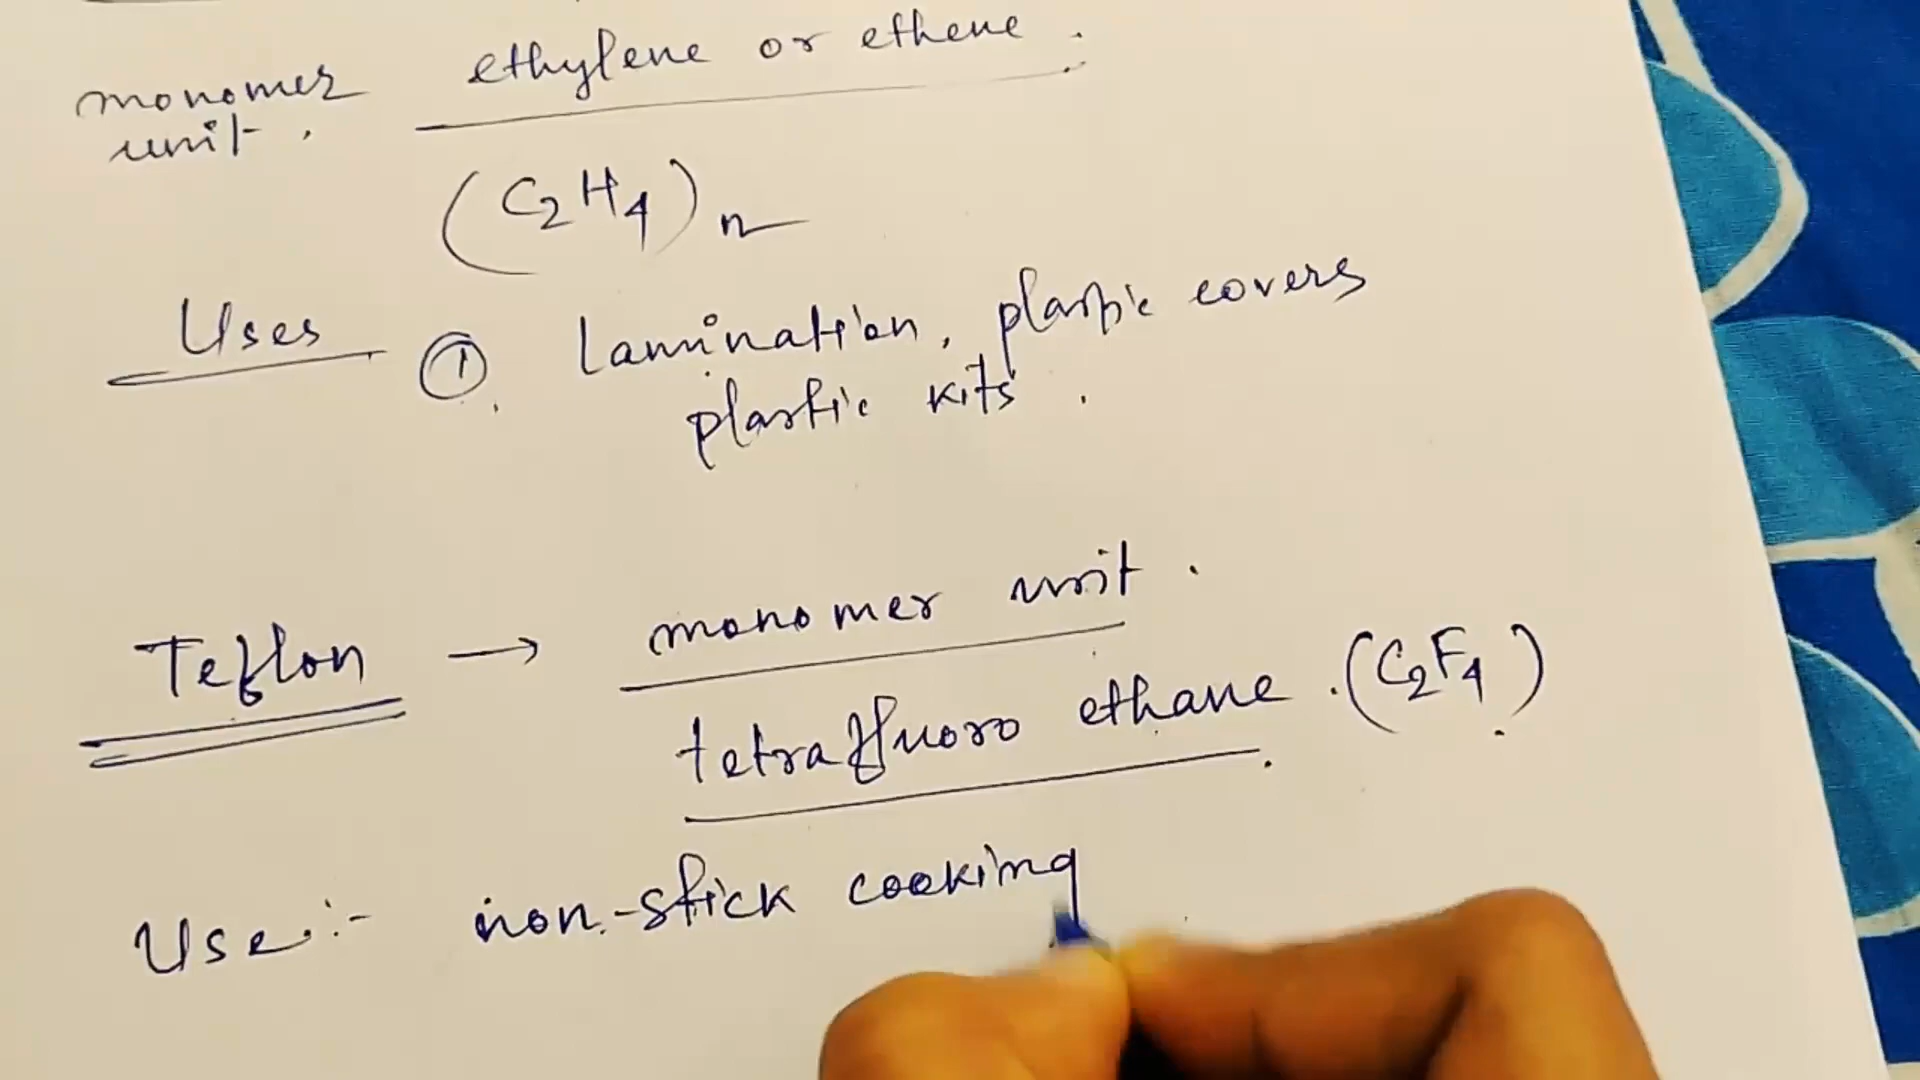 monomer ethylene or ethene.
unit.
(C₂H₄)n
Uses ① Lamination, plastic covers
plastic kits.
Teflon → monomer unit.
tetrafluoro ethane. (C₂F₄)
Use:- non-stick cooking